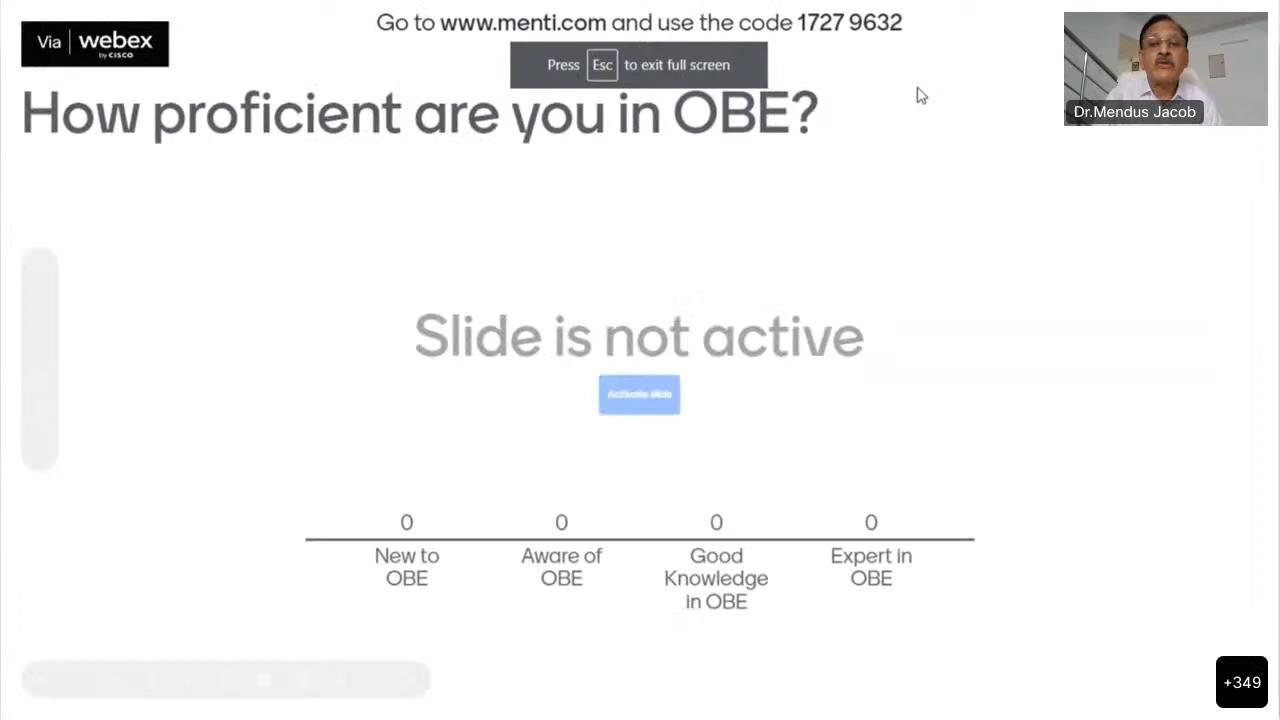 Go to www.menti.com and use the code 1727 9632
Via webex
by CISCO
Press Esc to exit full screen
How proficient are you in OBE?
Dr.Mendus Jacob
Slide is not active
Activate slide
0 0 0 0
New to OBE
Aware of OBE
Good Knowledge in OBE
Expert in OBE
+349